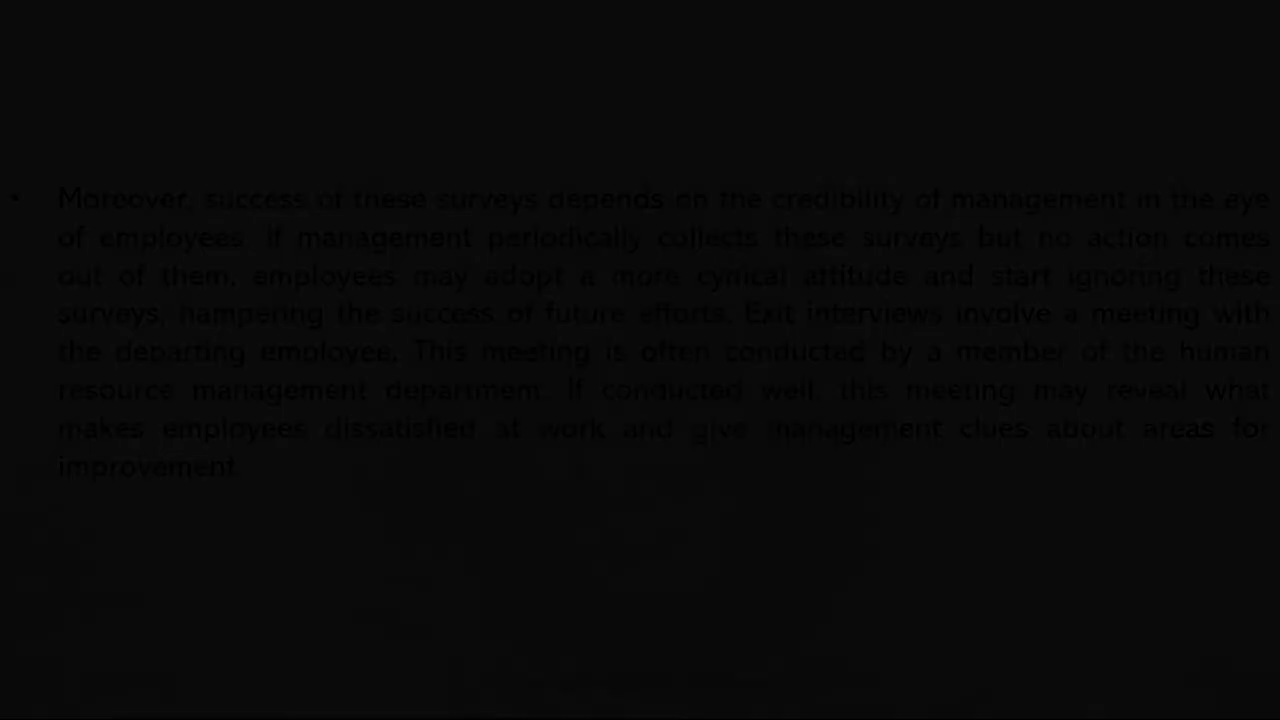 • Moreover, success of these surveys depends on the credibility of management in the eye
of employees. If management periodically collects these surveys but no action comes
out of them, employees may adopt a more cynical attitude and start ignoring these
surveys, hampering the success of future efforts. Exit interviews involve a meeting with
the departing employee. This meeting is often conducted by a member of the human
resource management department. If conducted well, this meeting may reveal what
makes employees dissatisfied at work and give management clues about areas for
improvement.